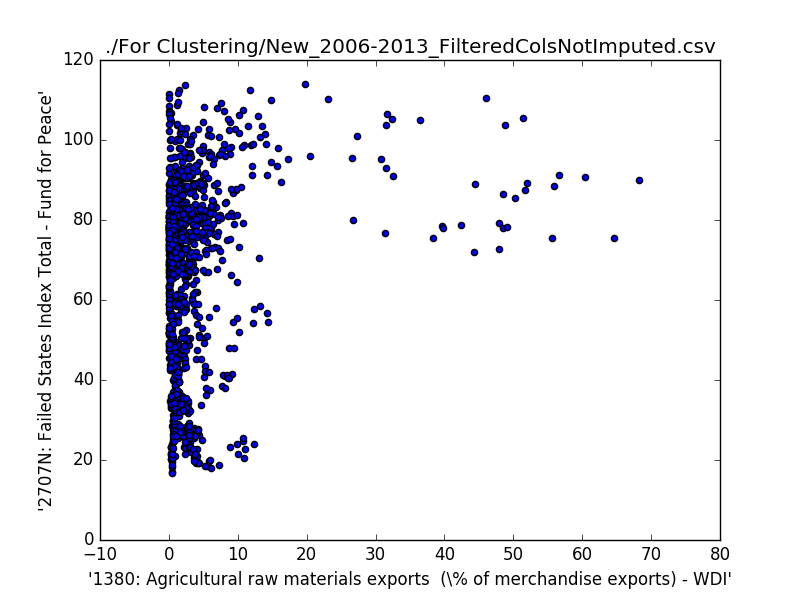 ./For Clustering/New_2006-2013_FilteredColsNotImputed.csv
120
100
80
60
40
20
0
'2707N: Failed States Index Total - Fund for Peace'
−10 0 10 20 30 40 50 60 70 80
'1380: Agricultural raw materials exports  (\% of merchandise exports) - WDI'